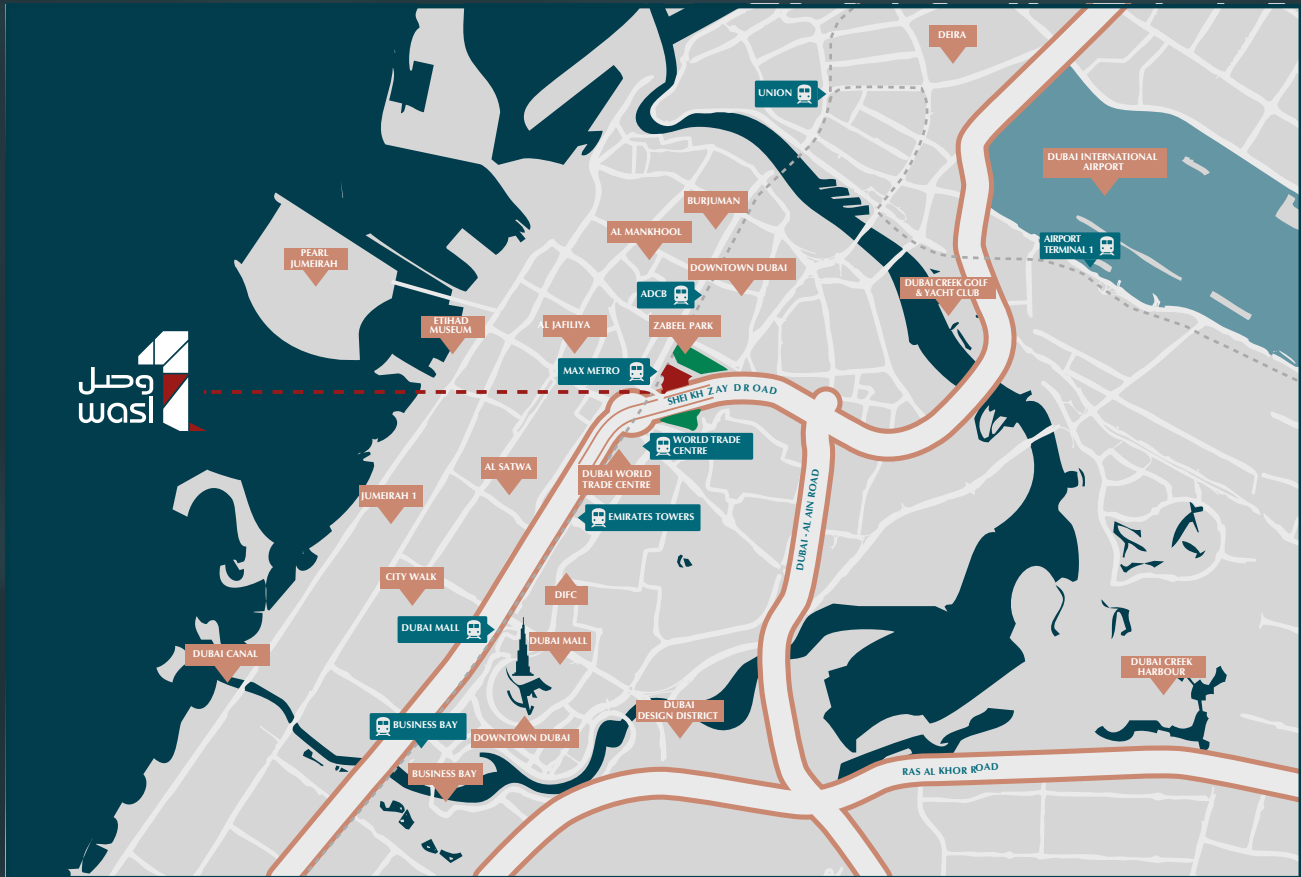 DEIRA
UNION
DUBAI INTERNATIONAL
AIRPORT
BURJUMAN
AL MANKHOOL
AIRPORT
TERMINAL 1
PEARL
JUMEIRAH
DOWNTOWN DUBAI
DUBAI CREEK GOLF
& YACHT CLUB
ADCB
ETIHAD
MUSEUM
AL JAFILIYA
ZABEEL PARK
MAX METRO
وصل
wasl
SHEIKH ZAYD ROAD
WORLD TRADE
CENTRE
AL SATWA
DUBAI WORLD
TRADE CENTRE
JUMEIRAH 1
EMIRATES TOWERS
DUBAI - AL AIN ROAD
CITY WALK
DIFC
DUBAI MALL
DUBAI MALL
DUBAI CANAL
DUBAI CREEK
HARBOUR
DUBAI
DESIGN DISTRICT
BUSINESS BAY
DOWNTOWN DUBAI
BUSINESS BAY
RAS AL KHOR ROAD